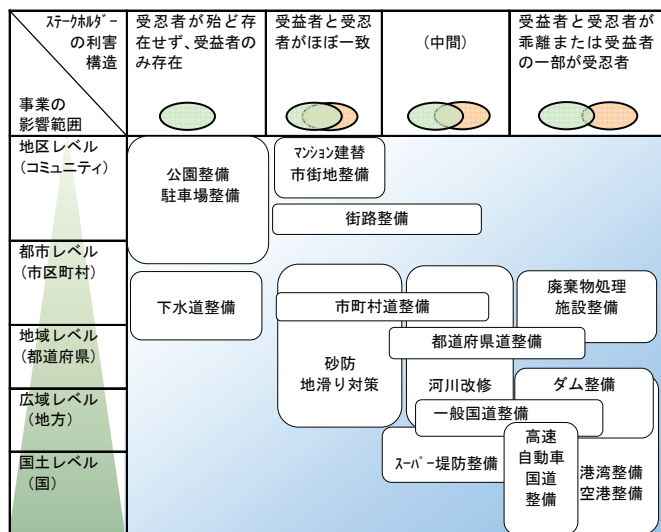 ｽﾃｰｸﾎﾙﾀﾞｰ
の利害
構造
事業の
影響範囲
受忍者が殆ど存
在せず、受益者の
み存在
受益者と受忍
者がほぼ一致
（中間）
受益者と受忍者が
乖離または受益者
の一部が受忍者
地区レベル
(コミュニティ)
公園整備
駐車場整備
ﾏﾝｼｮﾝ建替
市街地整備
街路整備
都市レベル
(市区町村)
下水道整備
市町村道整備
廃棄物処理
施設整備
地域レベル
(都道府県)
都道府県道整備
砂防
地滑り対策
河川改修
ダム整備
広域レベル
(地方)
一般国道整備
国土レベル
(国)
ｽｰﾊﾟｰ堤防整備
高速
自動車
国道
整備
港湾整備
空港整備